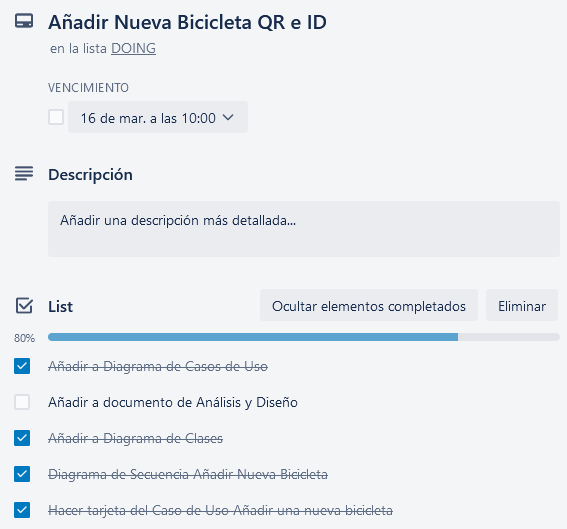 Añadir Nueva Bicicleta QR e ID
en la lista DOING
VENCIMIENTO
16 de mar. a las 10:00
Descripción
Añadir una descripción más detallada...
List
Ocultar elementos completados
Eliminar
80%
Añadir a Diagrama de Casos de Uso
Añadir a documento de Análisis y Diseño
Añadir a Diagrama de Clases
Diagrama de Secuencia Añadir Nueva Bicicleta
Hacer tarjeta del Caso de Uso Añadir una nueva bicicleta